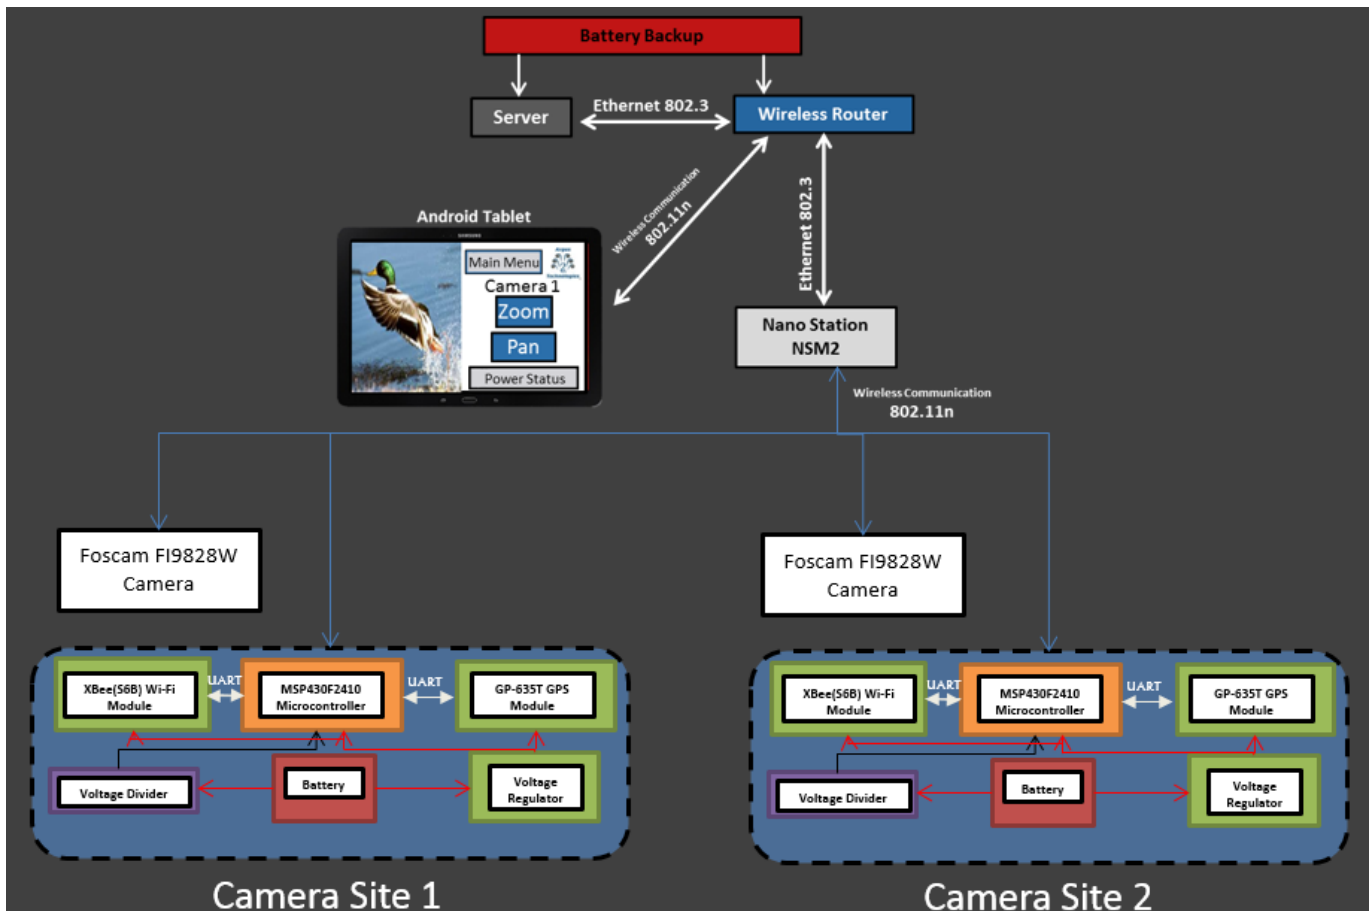 Battery Backup
Server
Ethernet 802.3
Wireless Router
Wireless Communication
802.11n
Ethernet 802.3
Android Tablet
SAMSUNG
Main Menu
Camera 1
Zoom
Pan
Power Status
Nano Station
NSM2
Wireless Communication
802.11n
Foscam FI9828W
Camera
Foscam FI9828W
Camera
XBee(S6B) Wi-Fi
Module
UART
MSP430F2410
Microcontroller
UART
GP-635T GPS
Module
Voltage Divider
Battery
Voltage
Regulator
Camera Site 1
XBee(S6B) Wi-Fi
Module
UART
MSP430F2410
Microcontroller
UART
GP-635T GPS
Module
Voltage Divider
Battery
Voltage
Regulator
Camera Site 2